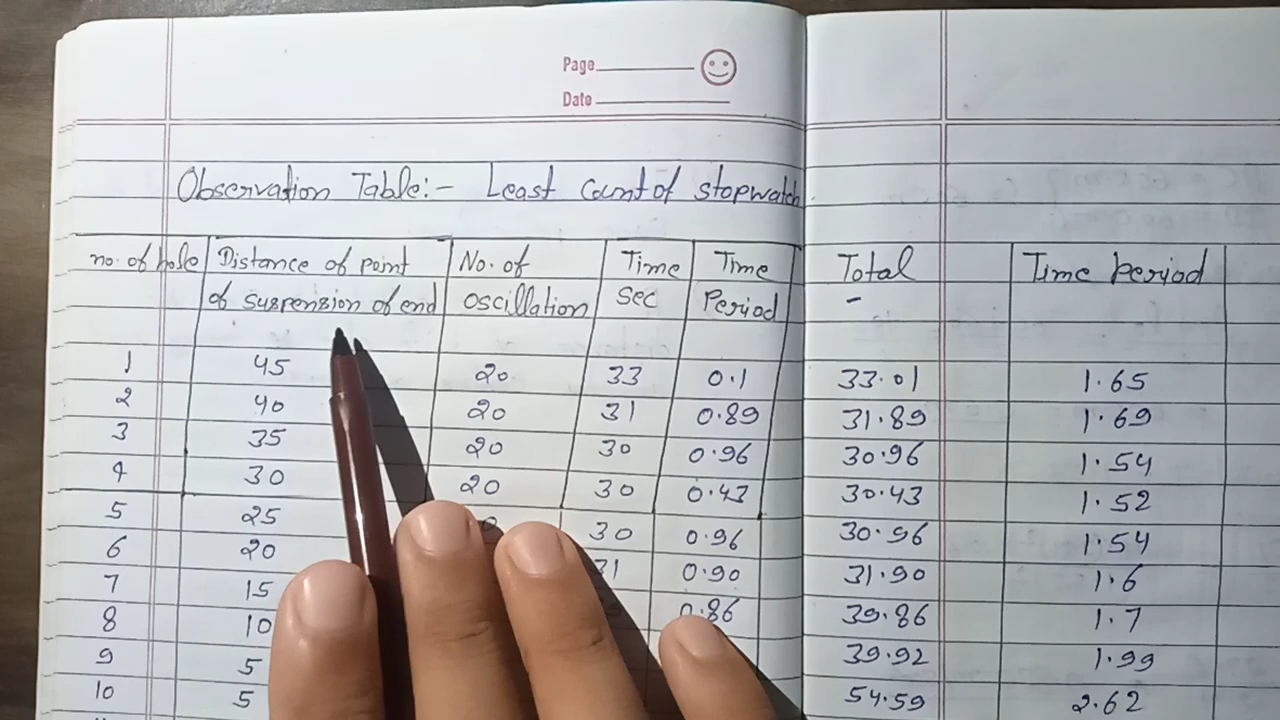 Page
Date
Observation Table:- Least Count of stopwatch
no. of hole Distance of point of suspension of end No. of oscillation Time sec Time Period Total - Time Period
1 45 20 33 0.1 33.01 1.65
2 40 20 31 0.89 31.89 1.69
3 35 20 30 0.96 30.96 1.54
4 30 20 30 0.43 30.43 1.52
5 25 30 0.96 30.96 1.54
6 20 31 0.90 31.90 1.6
7 15 0.86 39.86 1.7
8 10 39.92 1.99
9 5 54.59 2.62
10 5